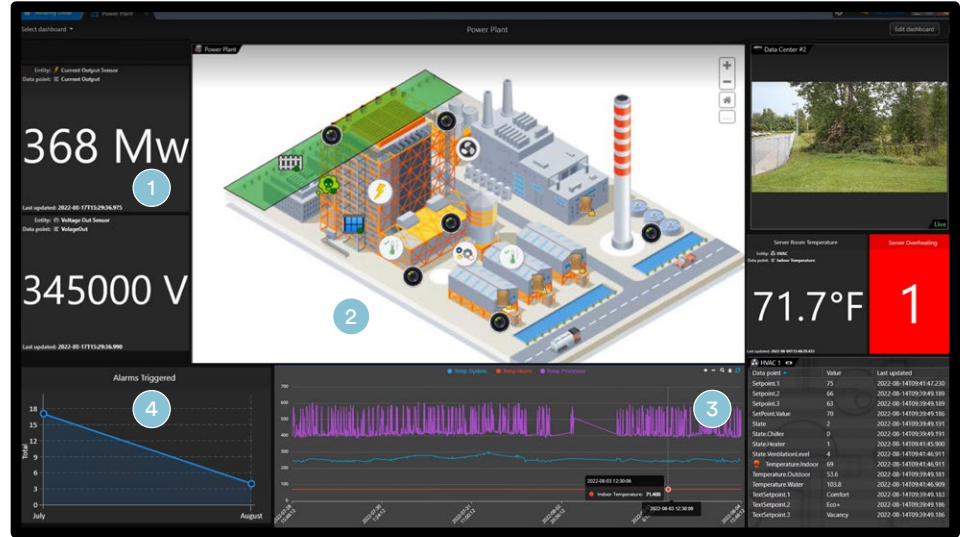 Power Plant
Select dashboard
Power Plant
Edit dashboard
Entity: Current Output Sensor
Data point: Current Output
368 Mw
1
Last updated: 2022-08-17T15:29:36.975
Entity: Voltage Out Sensor
Data point: VolageOut
345000 V
Last updated: 2022-08-17T15:26:36.990
Power Plant
2
Data Center #2
Live
Server Room Temperature
Entity: HVAC
Data point: Indoor Temperature
71.7°F
Server Overheating
1
Alarms Triggered
4
Total
18
15
12
9
6
3
0
July
August
Temp System
Temp Room
Temp Processor
3
700
600
500
400
300
200
100
2022-08-03 12:30:06
Indoor Temperature: 71.400
2022-08-03 12:30:06
HVAC 1
Data point Value Last updated
Setpoint.1 75 2022-08-14T09:41:47.230
Setpoint.2 66 2022-08-14T09:39:49.189
Setpoint.3 63 2022-08-14T09:39:49.189
SetPoint.Value 70 2022-08-14T09:39:49.186
State 2 2022-08-14T09:39:49.191
State.Chiller 0 2022-08-14T09:39:49.191
State.Heater 1 2022-08-14T09:41:45.900
State.VentilationLevel 4 2022-08-14T09:41:46.911
Temperature.Indoor 69 2022-08-14T09:41:46.911
Temperature.Outdoor 53.6 2022-08-14T09:39:49.181
Temperature.Water 103.8 2022-08-14T09:41:46.909
TextSetpoint.1 Comfort 2022-08-14T09:39:49.183
TextSetpoint.2 Eco+ 2022-08-14T09:39:49.186
TextSetpoint.3 Vacancy 2022-08-14T09:39:49.186